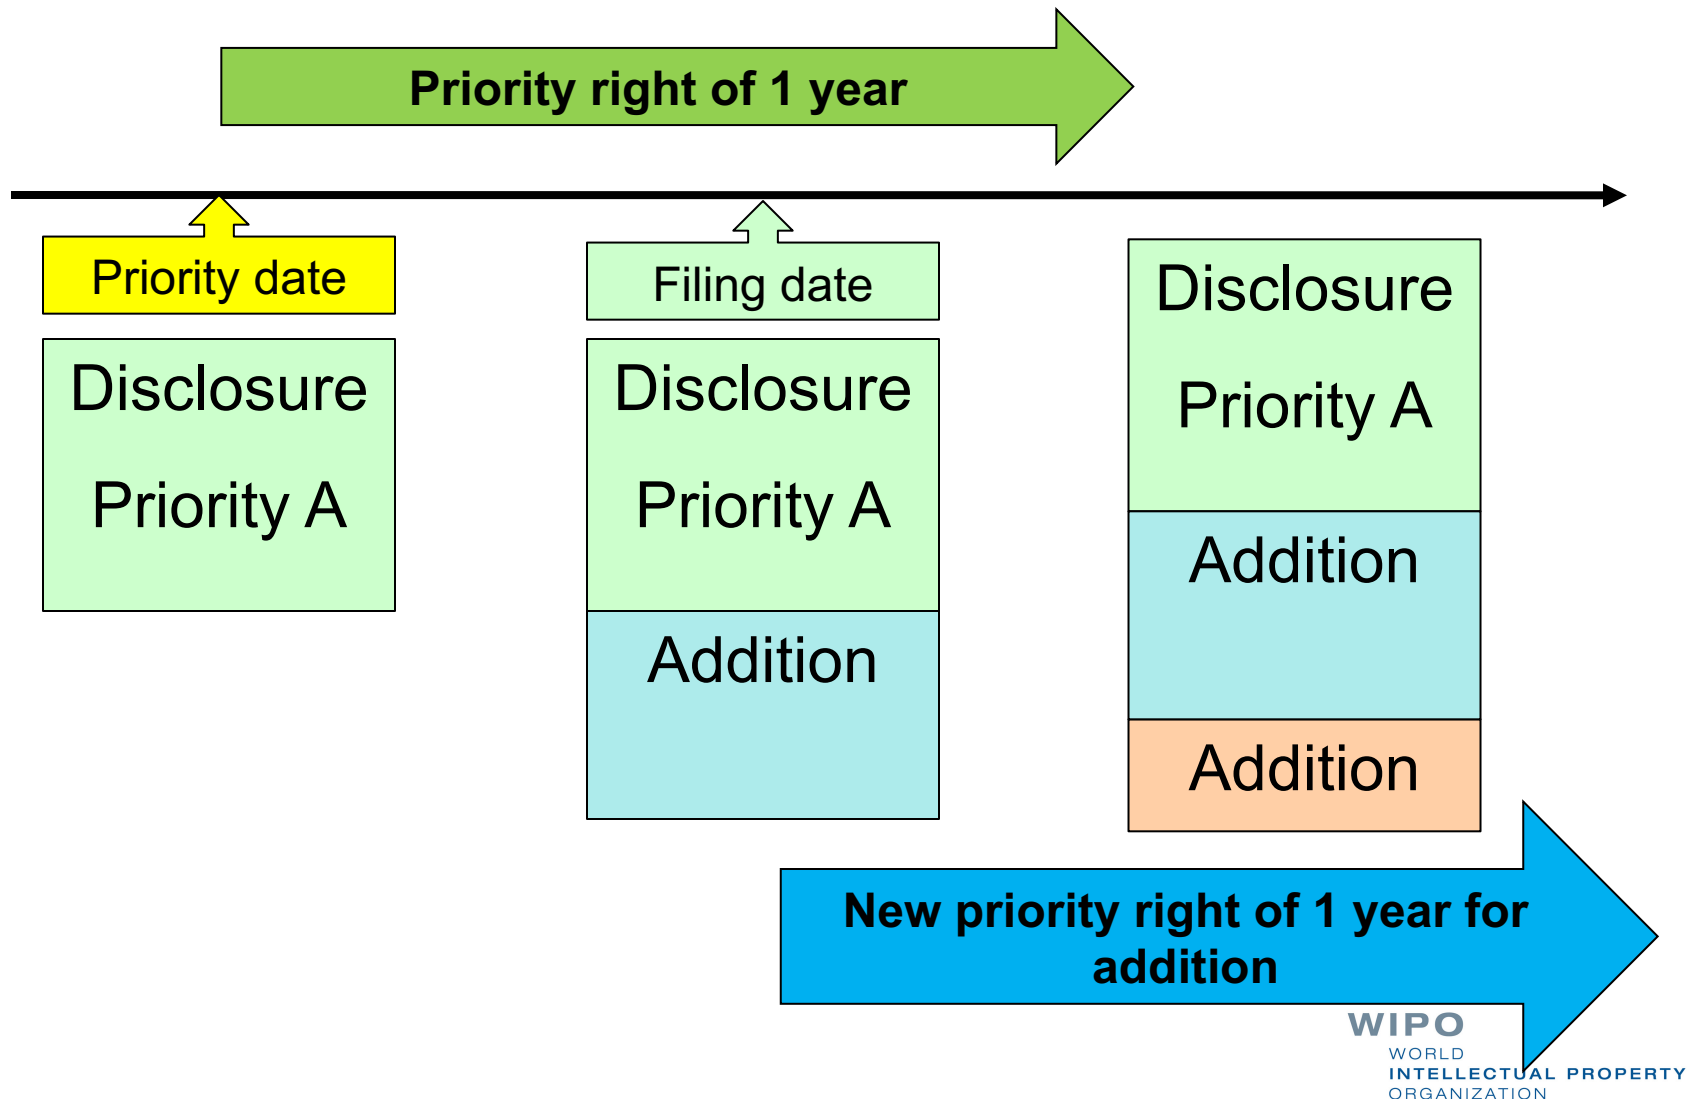 Priority right of 1 year
Priority date
Disclosure
Priority A
Filing date
Disclosure
Priority A
Addition
Disclosure
Priority A
Addition
Addition
New priority right of 1 year for
addition
WIPO
WORLD
INTELLECTUAL PROPERTY
ORGANIZATION